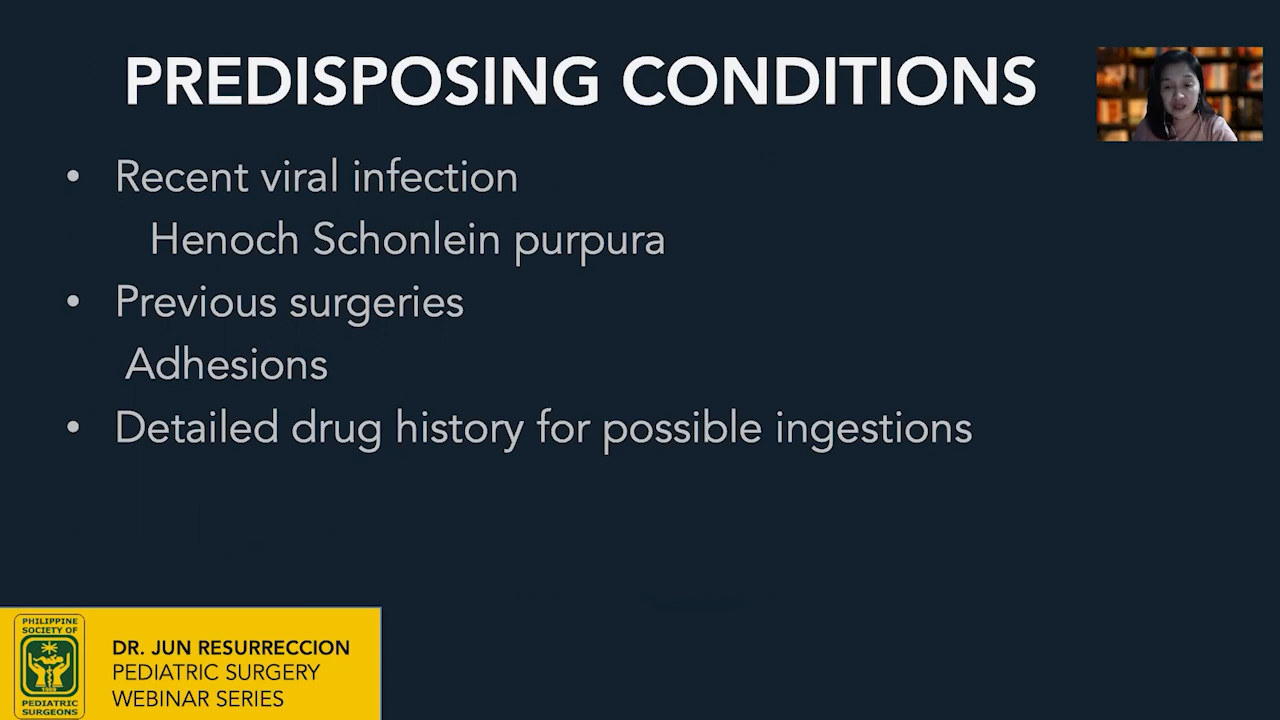 PREDISPOSING CONDITIONS
• Recent viral infection
Henoch Schonlein purpura
• Previous surgeries
Adhesions
• Detailed drug history for possible ingestions
PHILIPPINE
SOCIETY OF
PEDIATRIC
SURGEONS
DR. JUN RESURRECCION
PEDIATRIC SURGERY
WEBINAR SERIES